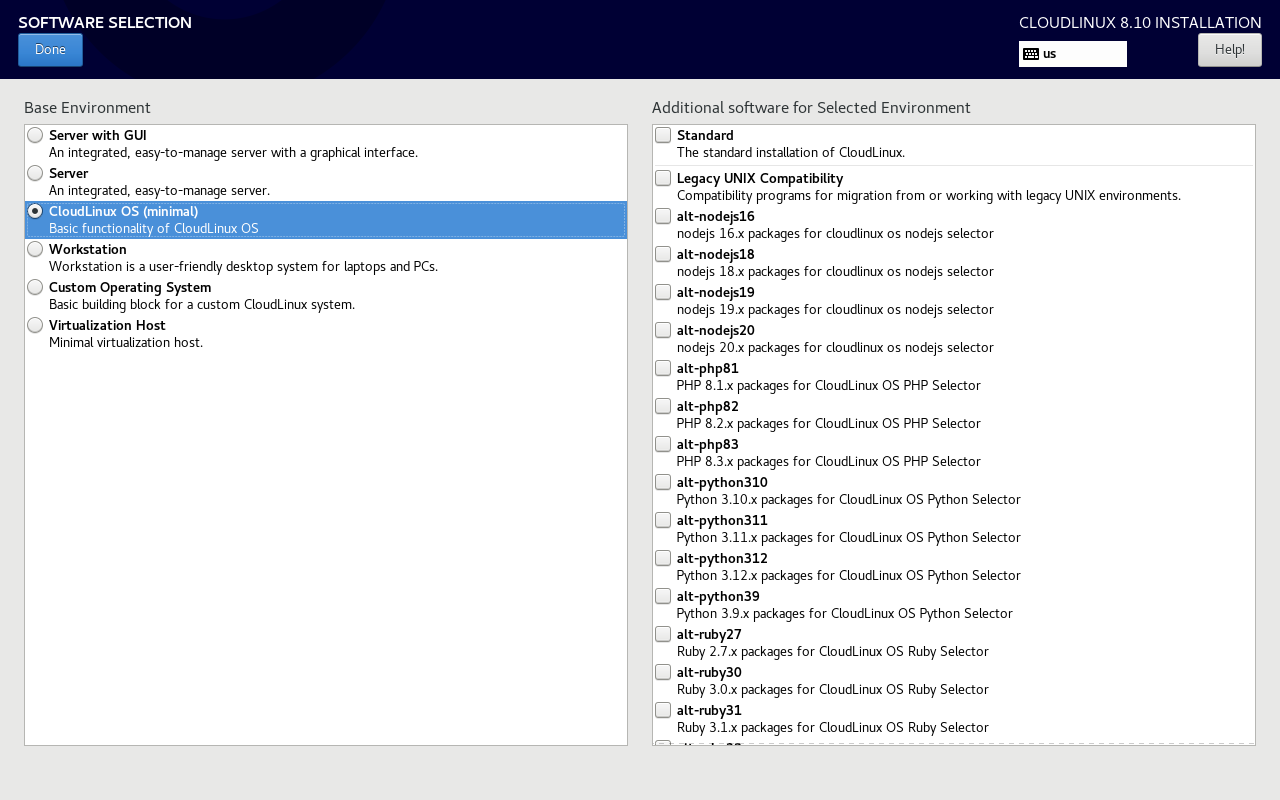 SOFTWARE SELECTION
Done
CLOUDLINUX 8.10 INSTALLATION
us
Help!
Base Environment
Server with GUI
An integrated, easy-to-manage server with a graphical interface.
Server
An integrated, easy-to-manage server.
CloudLinux OS (minimal)
Basic functionality of CloudLinux OS
Workstation
Workstation is a user-friendly desktop system for laptops and PCs.
Custom Operating System
Basic building block for a custom CloudLinux system.
Virtualization Host
Minimal virtualization host.
Additional software for Selected Environment
Standard
The standard installation of CloudLinux.
Legacy UNIX Compatibility
Compatibility programs for migration from or working with legacy UNIX environments.
alt-nodejs16
nodejs 16.x packages for cloudlinux os nodejs selector
alt-nodejs18
nodejs 18.x packages for cloudlinux os nodejs selector
alt-nodejs19
nodejs 19.x packages for cloudlinux os nodejs selector
alt-nodejs20
nodejs 20.x packages for cloudlinux os nodejs selector
alt-php81
PHP 8.1.x packages for CloudLinux OS PHP Selector
alt-php82
PHP 8.2.x packages for CloudLinux OS PHP Selector
alt-php83
PHP 8.3.x packages for CloudLinux OS PHP Selector
alt-python310
Python 3.10.x packages for CloudLinux OS Python Selector
alt-python311
Python 3.11.x packages for CloudLinux OS Python Selector
alt-python312
Python 3.12.x packages for CloudLinux OS Python Selector
alt-python39
Python 3.9.x packages for CloudLinux OS Python Selector
alt-ruby27
Ruby 2.7.x packages for CloudLinux OS Ruby Selector
alt-ruby30
Ruby 3.0.x packages for CloudLinux OS Ruby Selector
alt-ruby31
Ruby 3.1.x packages for CloudLinux OS Ruby Selector